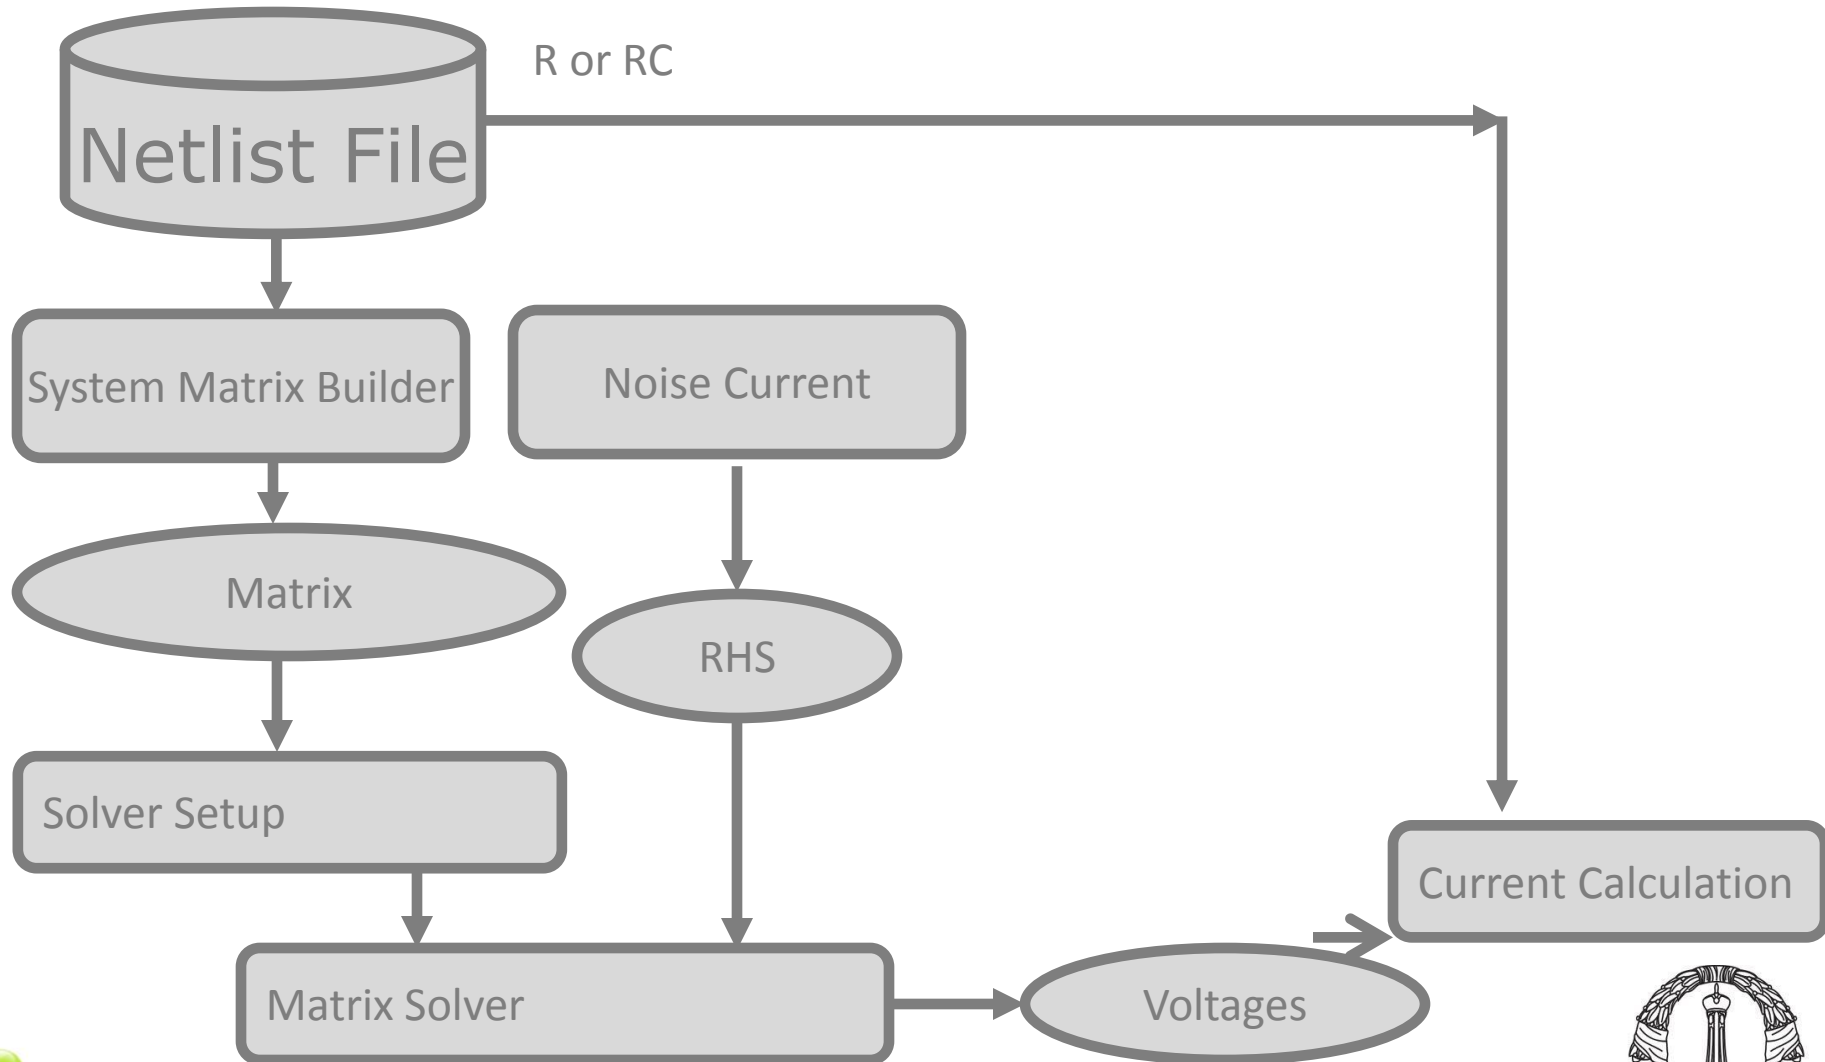 R or RC
Netlist File
System Matrix Builder
Noise Current
Matrix
RHS
Solver Setup
Current Calculation
Matrix Solver
Voltages